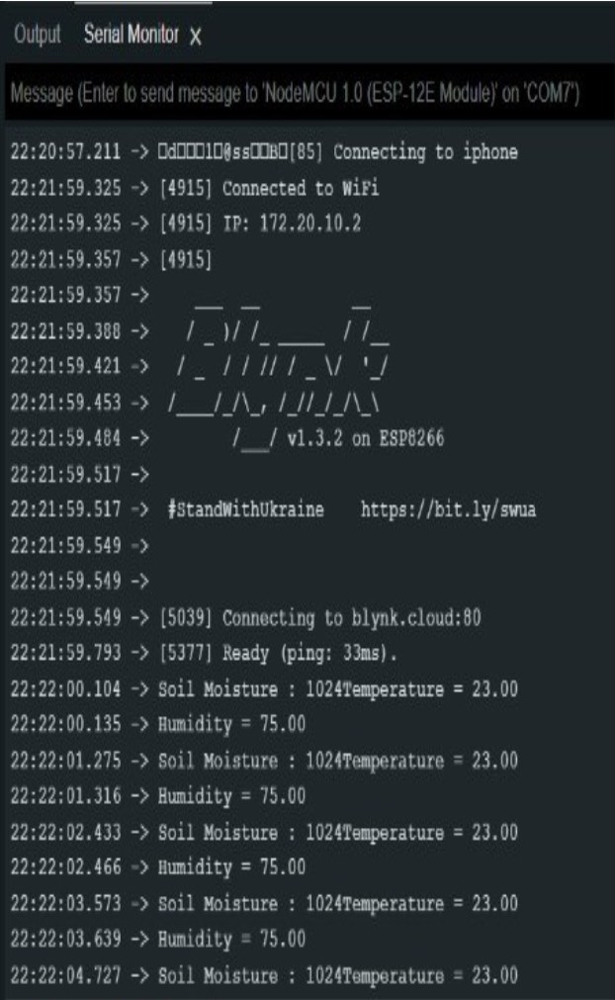 Output Serial Monitor X
Message (Enter to send message to 'NodeMCU 1.0 (ESP-12E Module)' on 'COM7')
22:20:57.211 -> □d□□□1□@ss□□B□[85] Connecting to iphone
22:21:59.325 -> [4915] Connected to WiFi
22:21:59.325 -> [4915] IP: 172.20.10.2
22:21:59.357 -> [4915]
22:21:59.357 ->     ___  __          __
22:21:59.388 ->    / _ )/ /_ _____  / /__
22:21:59.421 ->   / _  / / // / _ \/  '_/
22:21:59.453 ->  /____/_/\_, /_//_/_/\_\
22:21:59.484 ->        /___/ v1.3.2 on ESP8266
22:21:59.517 ->
22:21:59.517 -> #StandWithUkraine    https://bit.ly/swua
22:21:59.549 ->
22:21:59.549 ->
22:21:59.549 -> [5039] Connecting to blynk.cloud:80
22:21:59.793 -> [5377] Ready (ping: 33ms).
22:22:00.104 -> Soil Moisture : 1024Temperature = 23.00
22:22:00.135 -> Humidity = 75.00
22:22:01.275 -> Soil Moisture : 1024Temperature = 23.00
22:22:01.316 -> Humidity = 75.00
22:22:02.433 -> Soil Moisture : 1024Temperature = 23.00
22:22:02.466 -> Humidity = 75.00
22:22:03.573 -> Soil Moisture : 1024Temperature = 23.00
22:22:03.639 -> Humidity = 75.00
22:22:04.727 -> Soil Moisture : 1024Temperature = 23.00